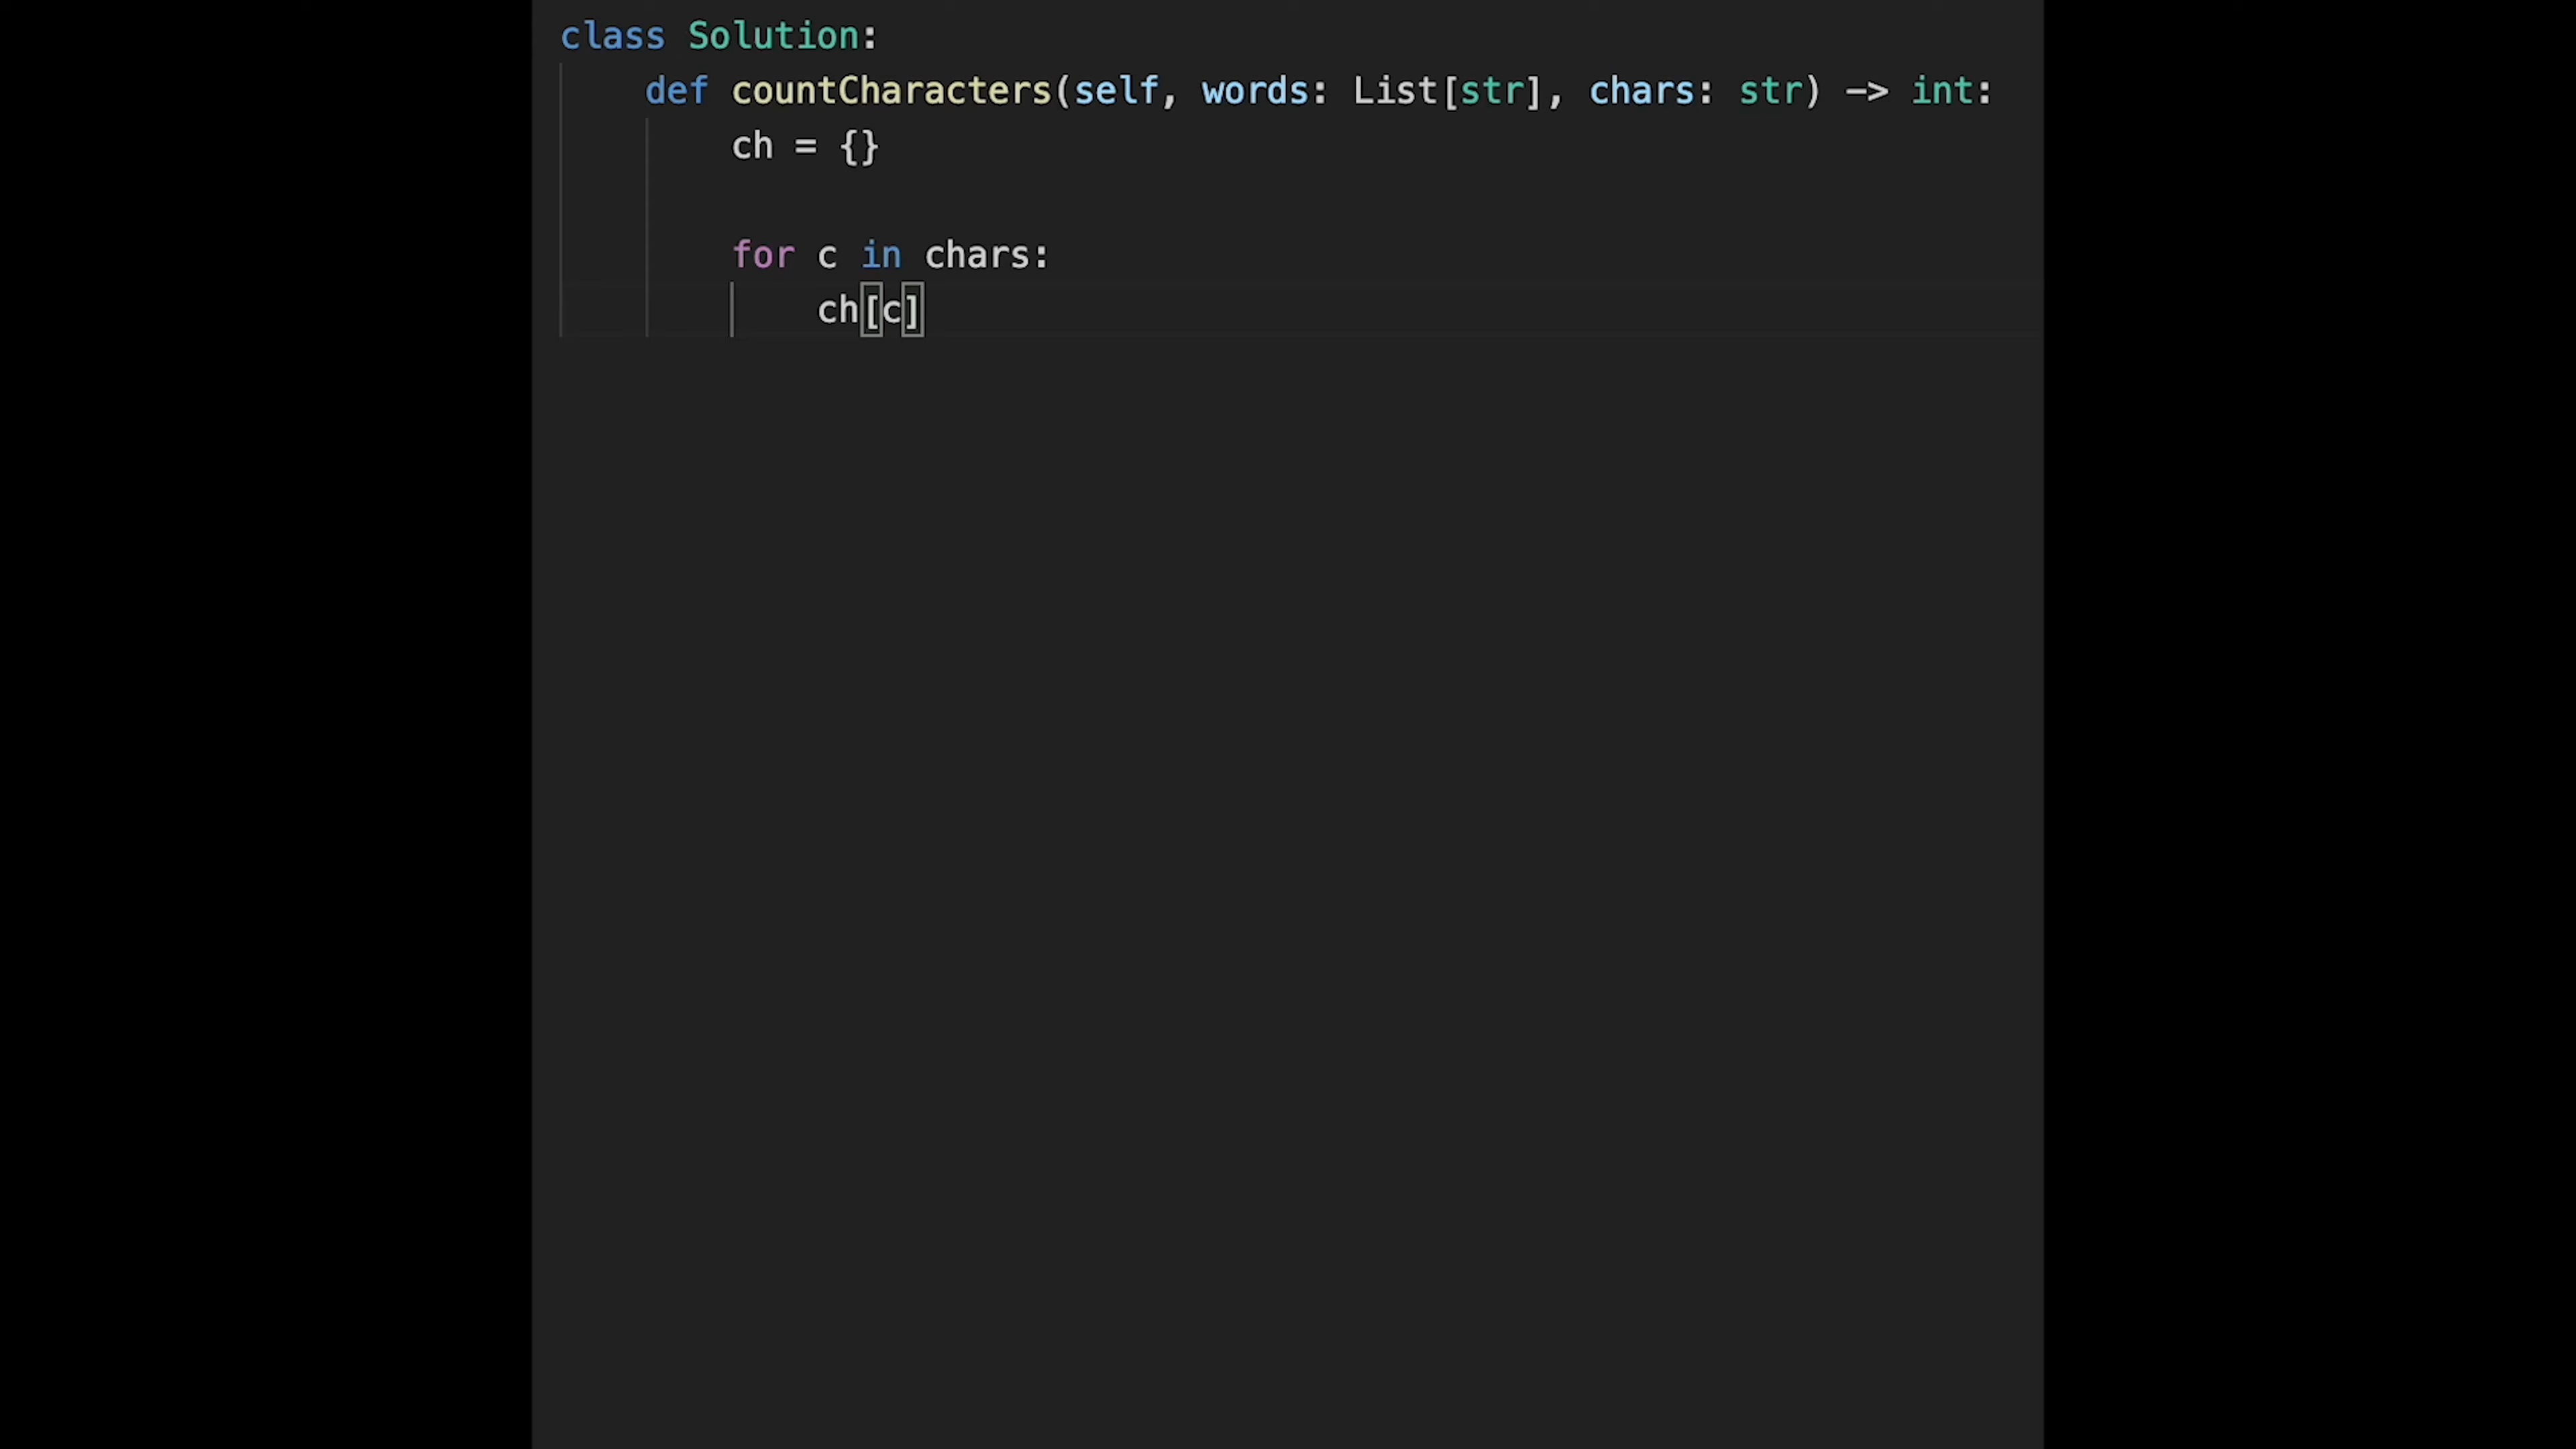 class Solution:
    def countCharacters(self, words: List[str], chars: str) -> int:
        ch = {}

        for c in chars:
            ch[c]